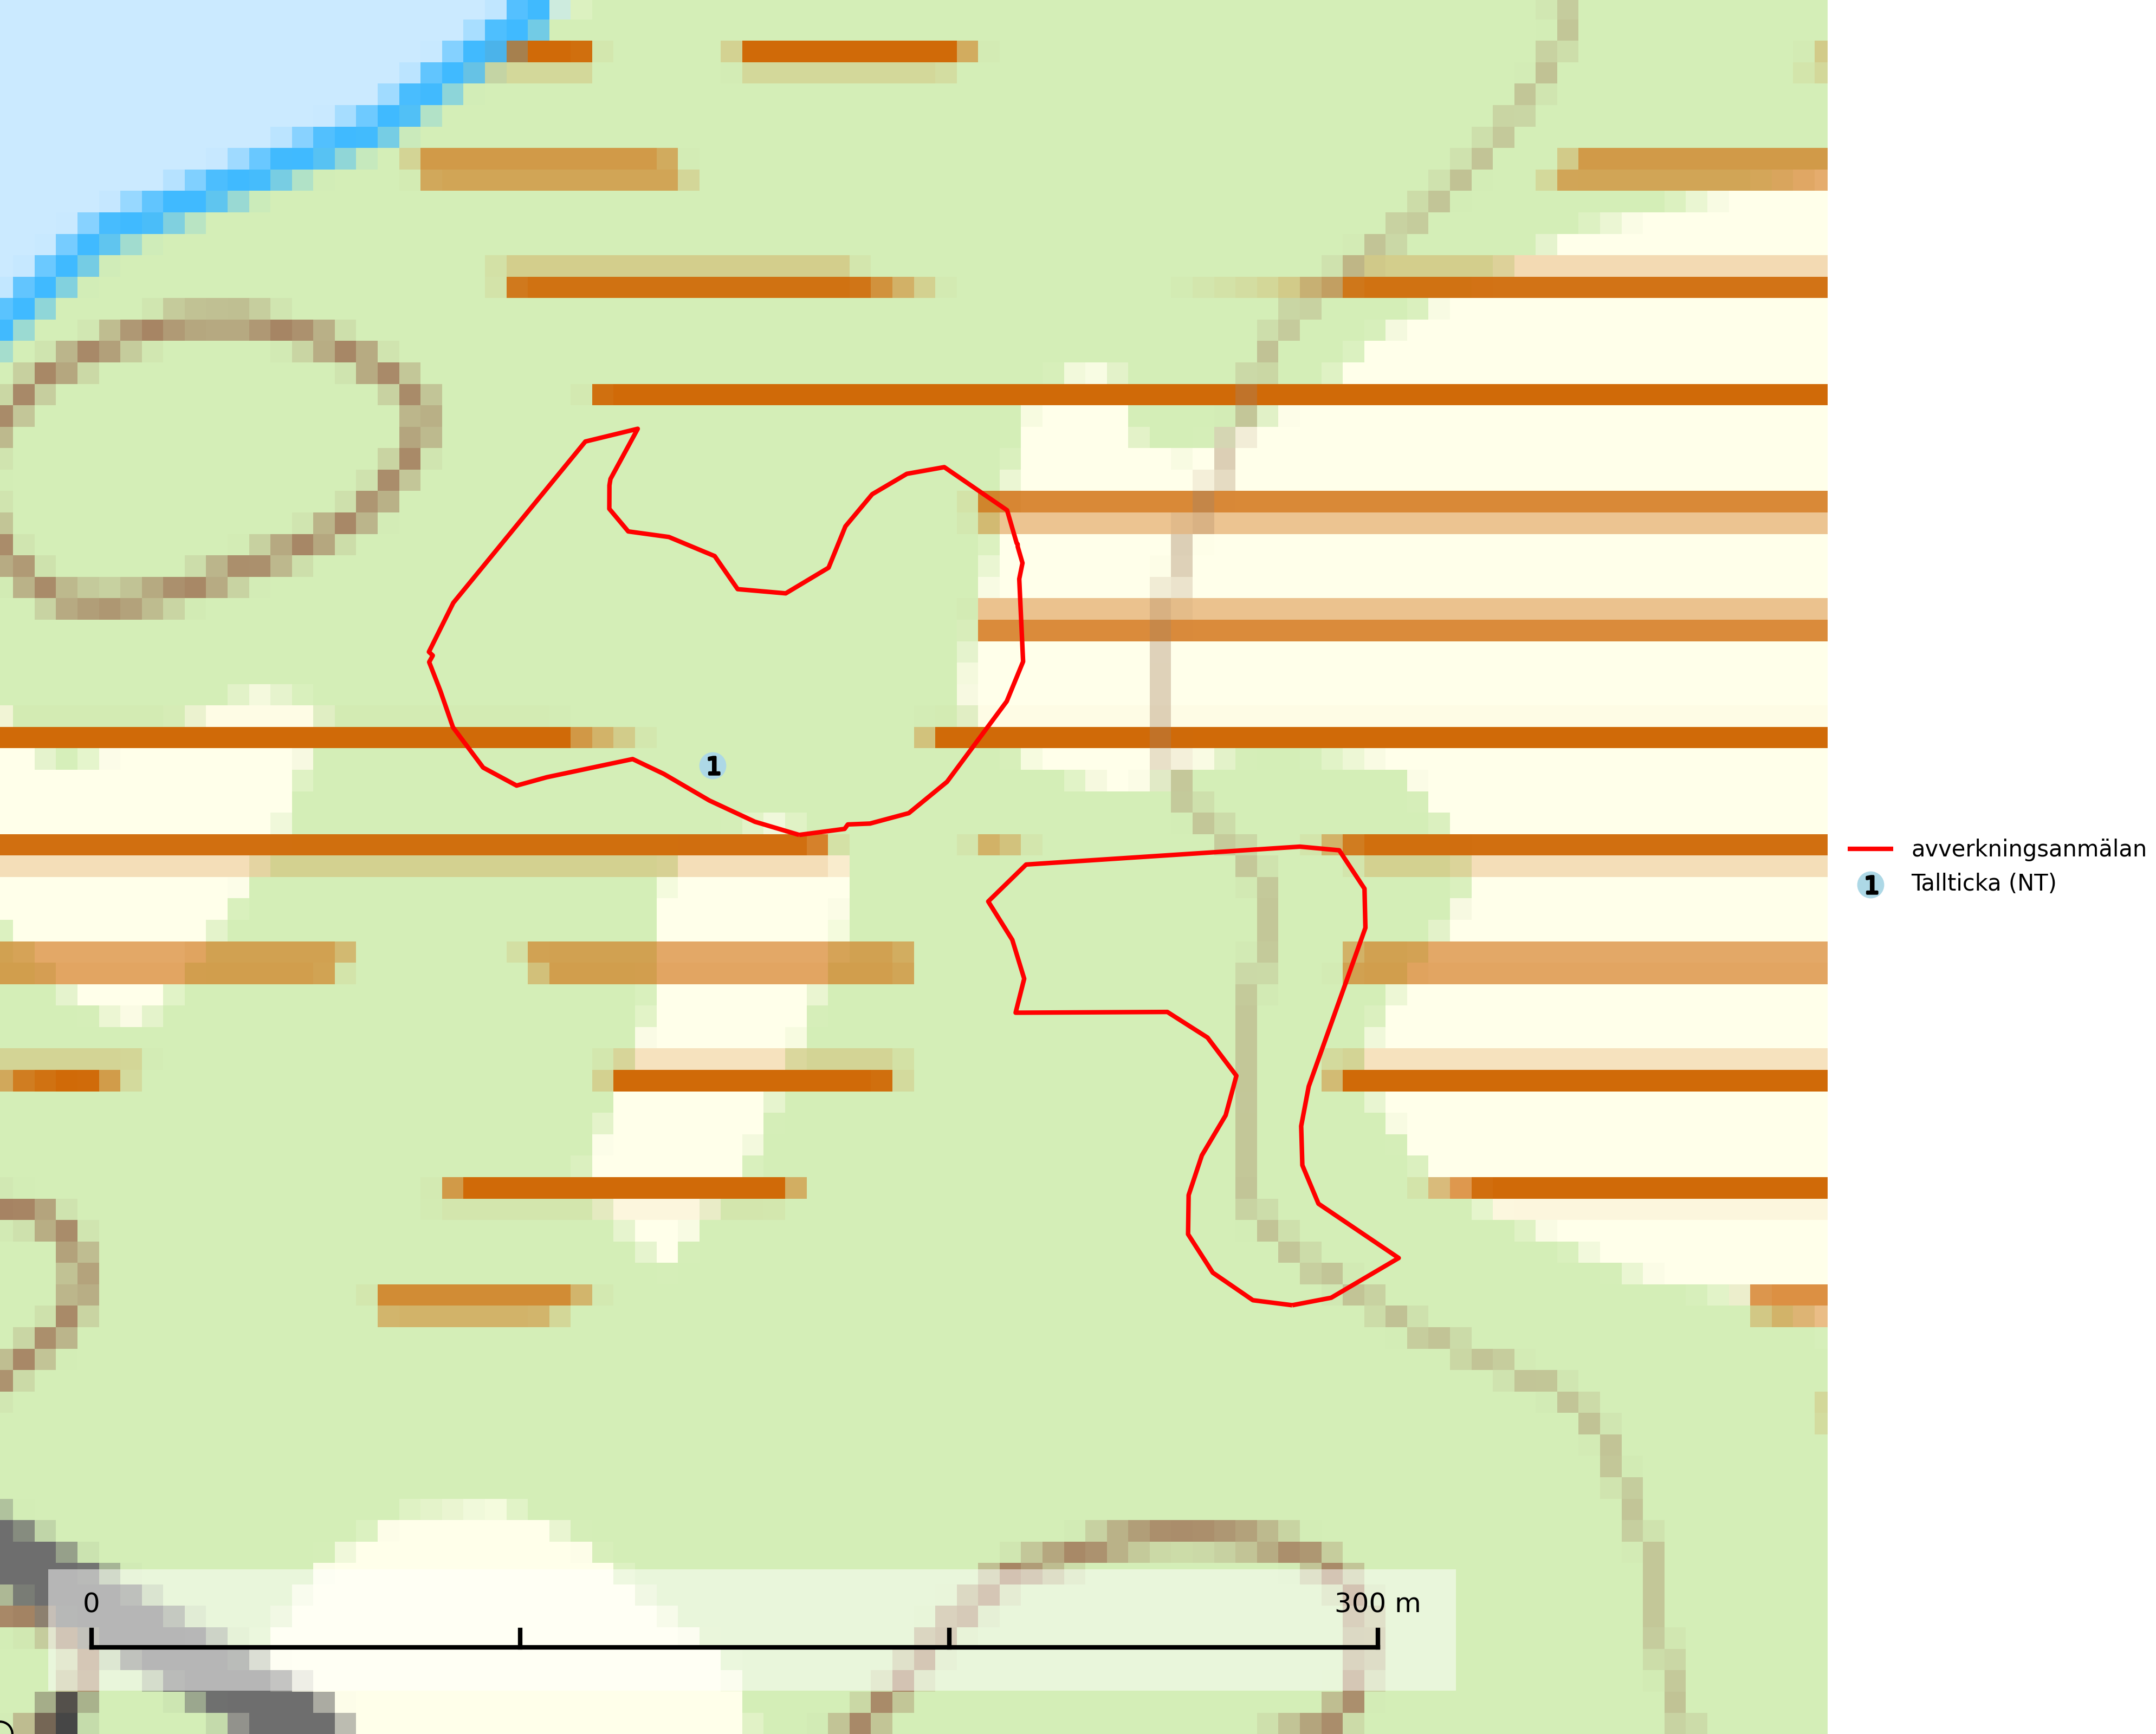 1
avverkningsanmälan
1 Tallticka (NT)
0 300 m